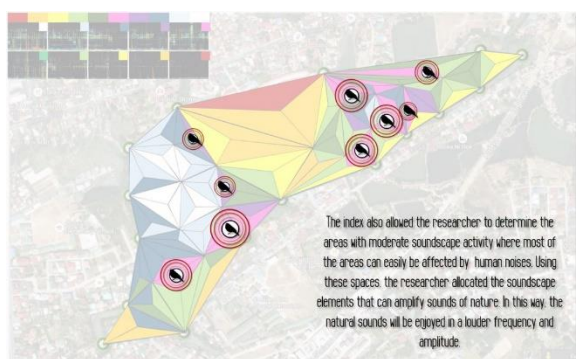 The index also allowed the researcher to determine the
areas with moderate soundscape activity where most of
the areas can easily be affected by human noises. Using
these spaces, the researcher allocated the soundscape
elements that can amplify sounds of nature. In this way, the
natural sounds will be enjoyed in a louder frequency and
amplitude.